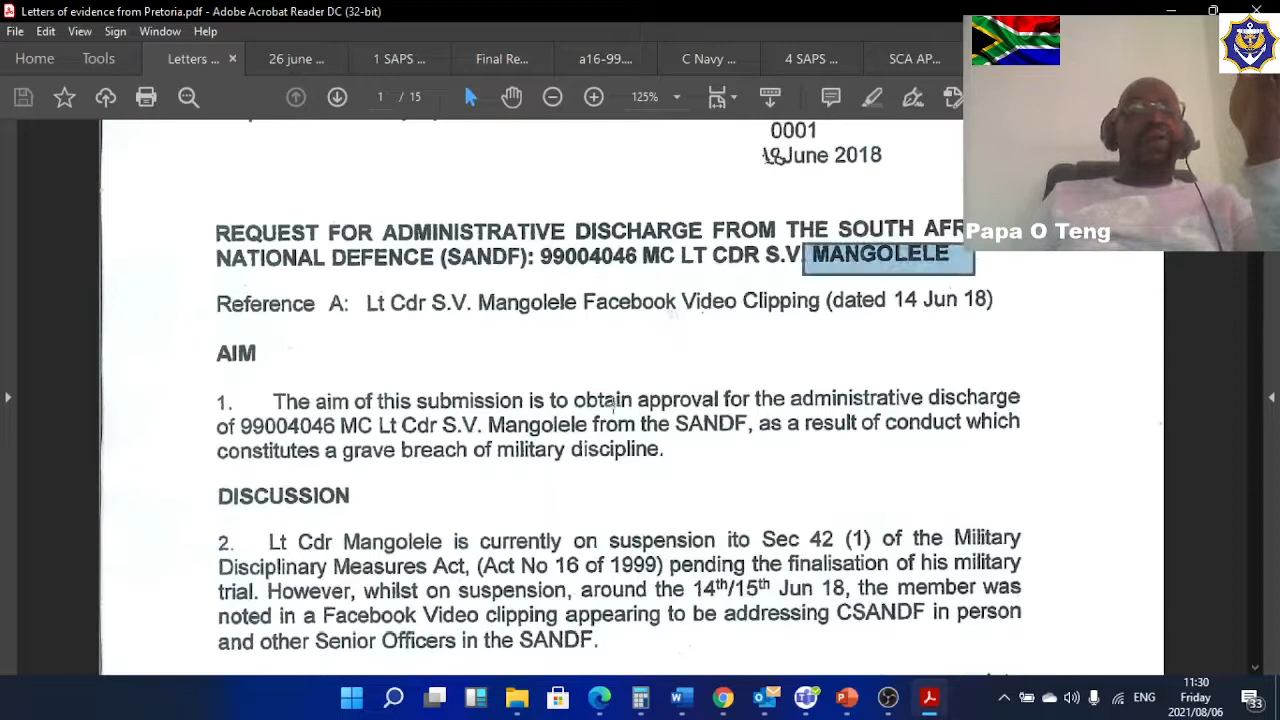 Letters of evidence from Pretoria.pdf - Adobe Acrobat Reader DC (32-bit)
File Edit View Sign Window Help
Home Tools Letters ... × 26 june ... 1 SAPS ... Final Re... a16-99... C Navy ... 4 SAPS ... SCA AP...
1 / 15 125%
0001
18 June 2018
REQUEST FOR ADMINISTRATIVE DISCHARGE FROM THE SOUTH AFR
NATIONAL DEFENCE (SANDF): 99004046 MC LT CDR S.V. MANGOLELE
Papa O Teng
Reference A: Lt Cdr S.V. Mangolele Facebook Video Clipping (dated 14 Jun 18)
AIM
1. The aim of this submission is to obtain approval for the administrative discharge
of 99004046 MC Lt Cdr S.V. Mangolele from the SANDF, as a result of conduct which
constitutes a grave breach of military discipline.
DISCUSSION
2. Lt Cdr Mangolele is currently on suspension ito Sec 42 (1) of the Military
Disciplinary Measures Act, (Act No 16 of 1999) pending the finalisation of his military
trial. However, whilst on suspension, around the 14th/15th Jun 18, the member was
noted in a Facebook Video clipping appearing to be addressing CSANDF in person
and other Senior Officers in the SANDF.
ENG
11:30
Friday
2021/08/06
33